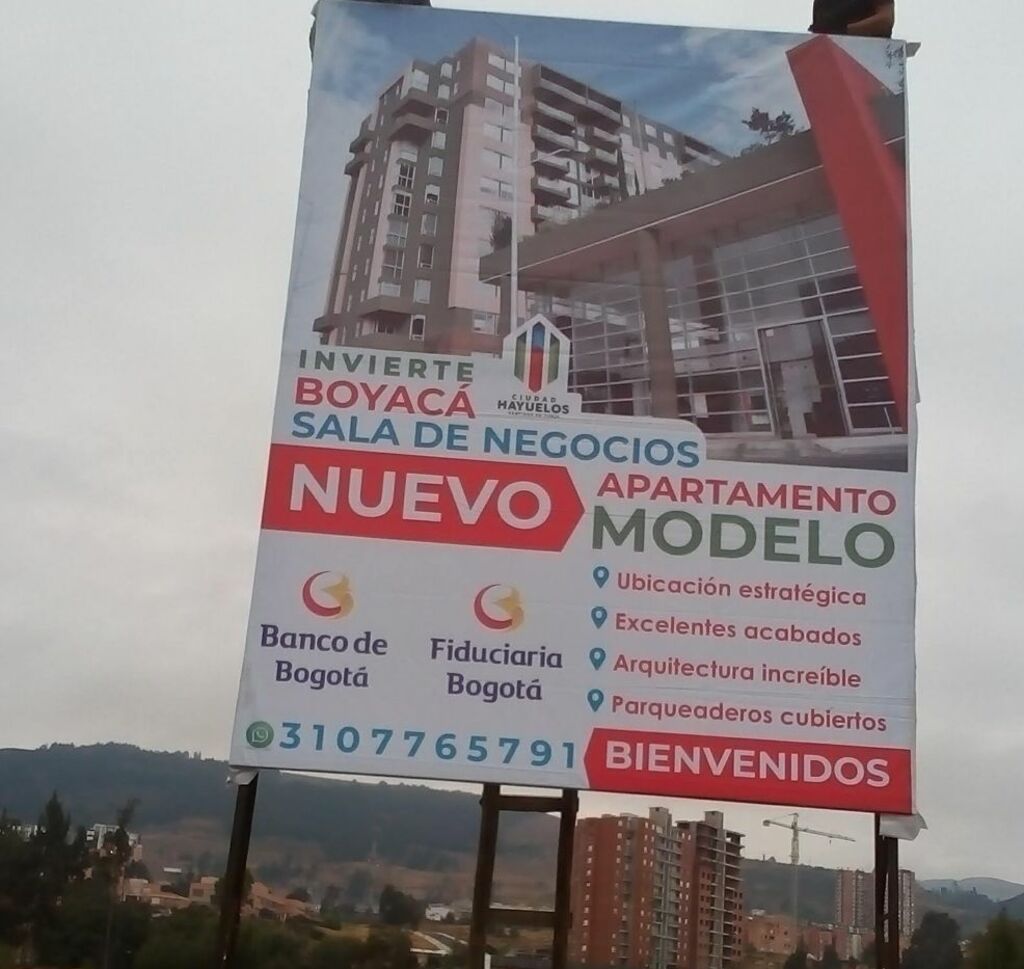 INVIERTE
BOYACÁ
CIUDAD
HAYUELOS
SALA DE NEGOCIOS
NUEVO
APARTAMENTO
MODELO
Ubicación estratégica
Excelentes acabados
Arquitectura increíble
Parqueaderos cubiertos
Banco de
Bogotá
Fiduciaria
Bogotá
3107765791
BIENVENIDOS